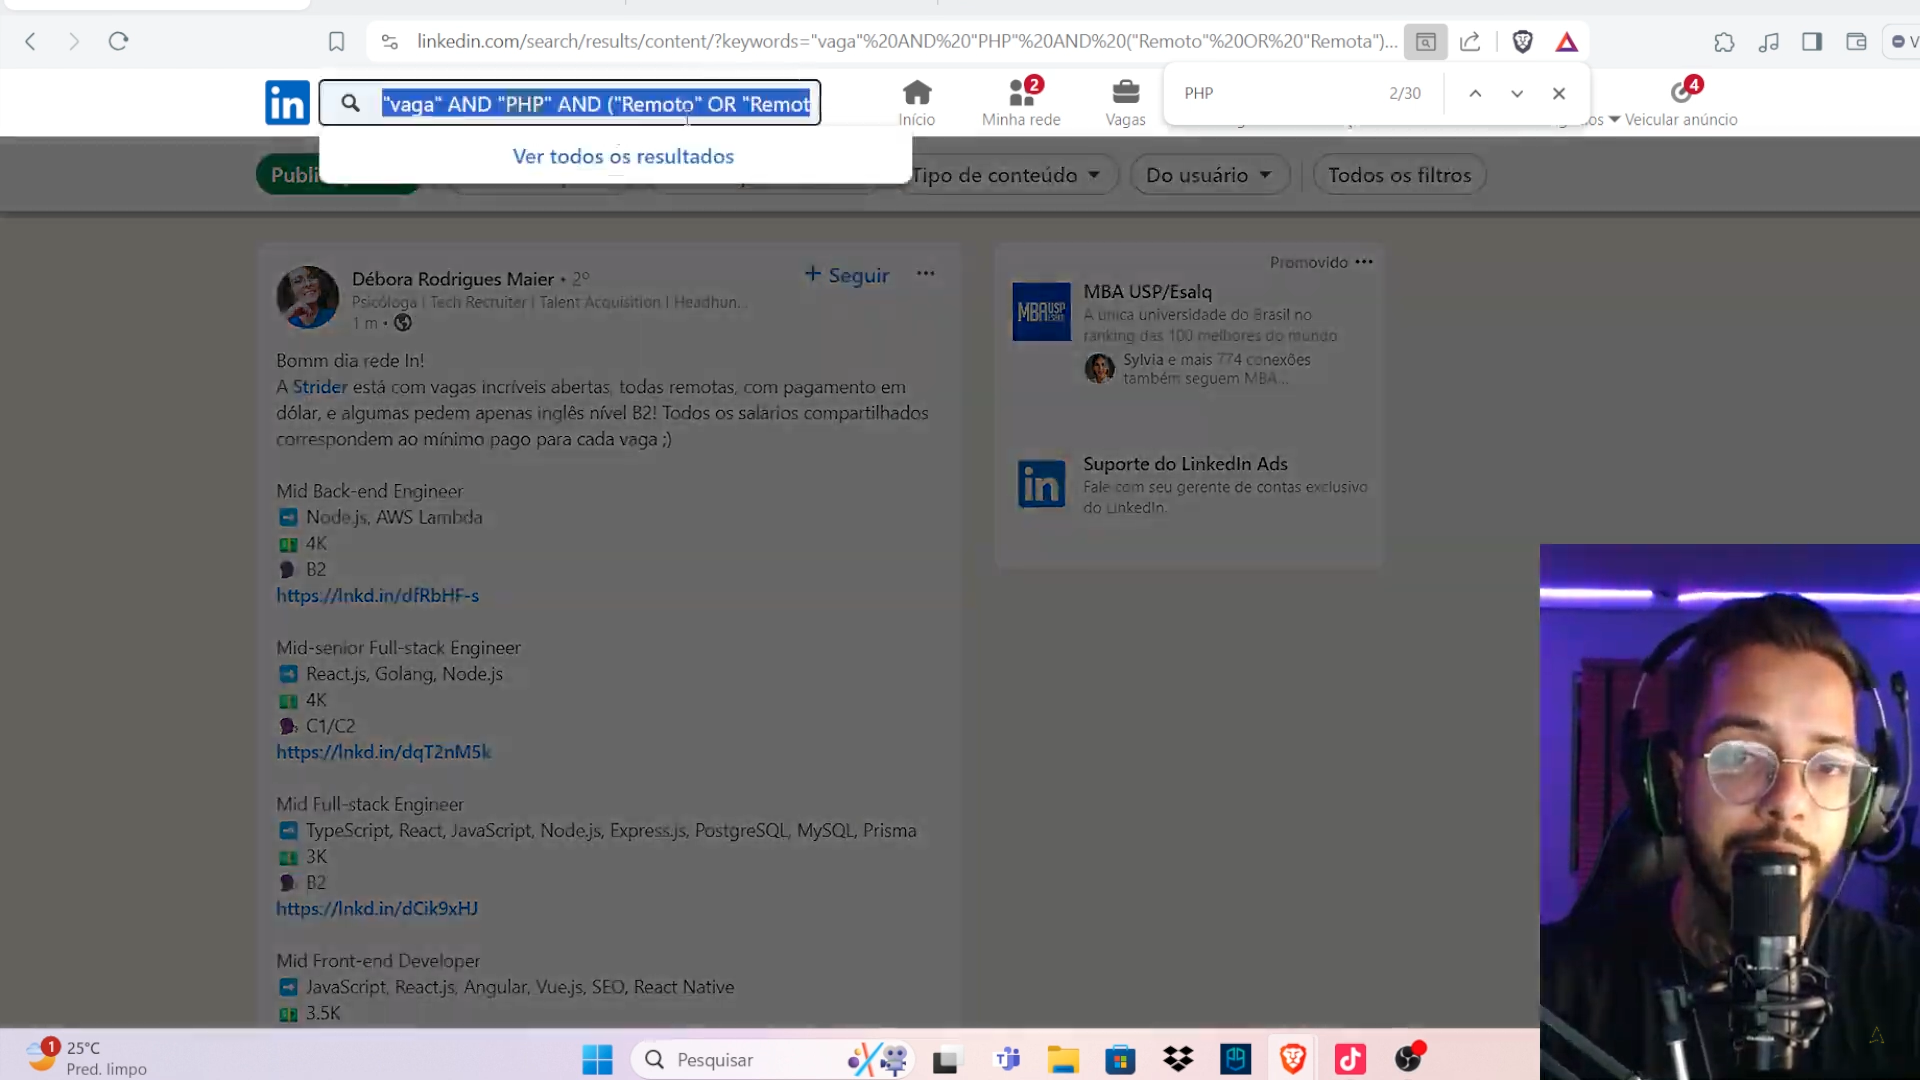 linkedin.com/search/results/content/?keywords="vaga"%20AND%20"PHP"%20AND%20("Remoto"%20OR%20"Remota")...
PHP
2/30
in
"vaga" AND "PHP" AND ("Remoto" OR "Remot
Início
2
Minha rede
Vagas
4
Veicular anúncio
Ver todos os resultados
Publi
Tipo de conteúdo
Do usuário
Todos os filtros
Débora Rodrigues Maier • 2º
Psicóloga | Tech Recruiter | Talent Acquisition | Headhun...
1 m •
+ Seguir
Bomm dia rede In!
A Strider está com vagas incríveis abertas, todas remotas, com pagamento em
dólar, e algumas pedem apenas inglês nível B2! Todos os salários compartilhados
correspondem ao mínimo pago para cada vaga ;)
Mid Back-end Engineer
Node.js, AWS Lambda
4K
B2
https://lnkd.in/dfRbHF-s
Mid-senior Full-stack Engineer
React.js, Golang, Node.js
4K
C1/C2
https://lnkd.in/dqT2nM5k
Mid Full-stack Engineer
TypeScript, React, JavaScript, Node.js, Express.js, PostgreSQL, MySQL, Prisma
3K
B2
https://lnkd.in/dCik9xHJ
Mid Front-end Developer
JavaScript, React.js, Angular, Vue.js, SEO, React Native
3.5K
Promovido
MBA USP/Esalq
A única universidade do Brasil no
ranking das 100 melhores do mundo
Sylvia e mais 774 conexões
também seguem MBA...
Suporte do LinkedIn Ads
Fale com seu gerente de contas exclusivo
do LinkedIn.
1
25°C
Pred. limpo
Pesquisar